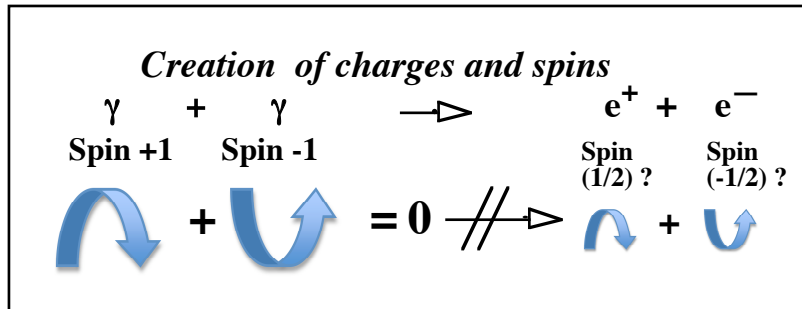 Creation of charges and spins
γ + γ e⁺ + e⁻
Spin +1 Spin -1 Spin (1/2) ? Spin (-1/2) ?
+ = 0 +